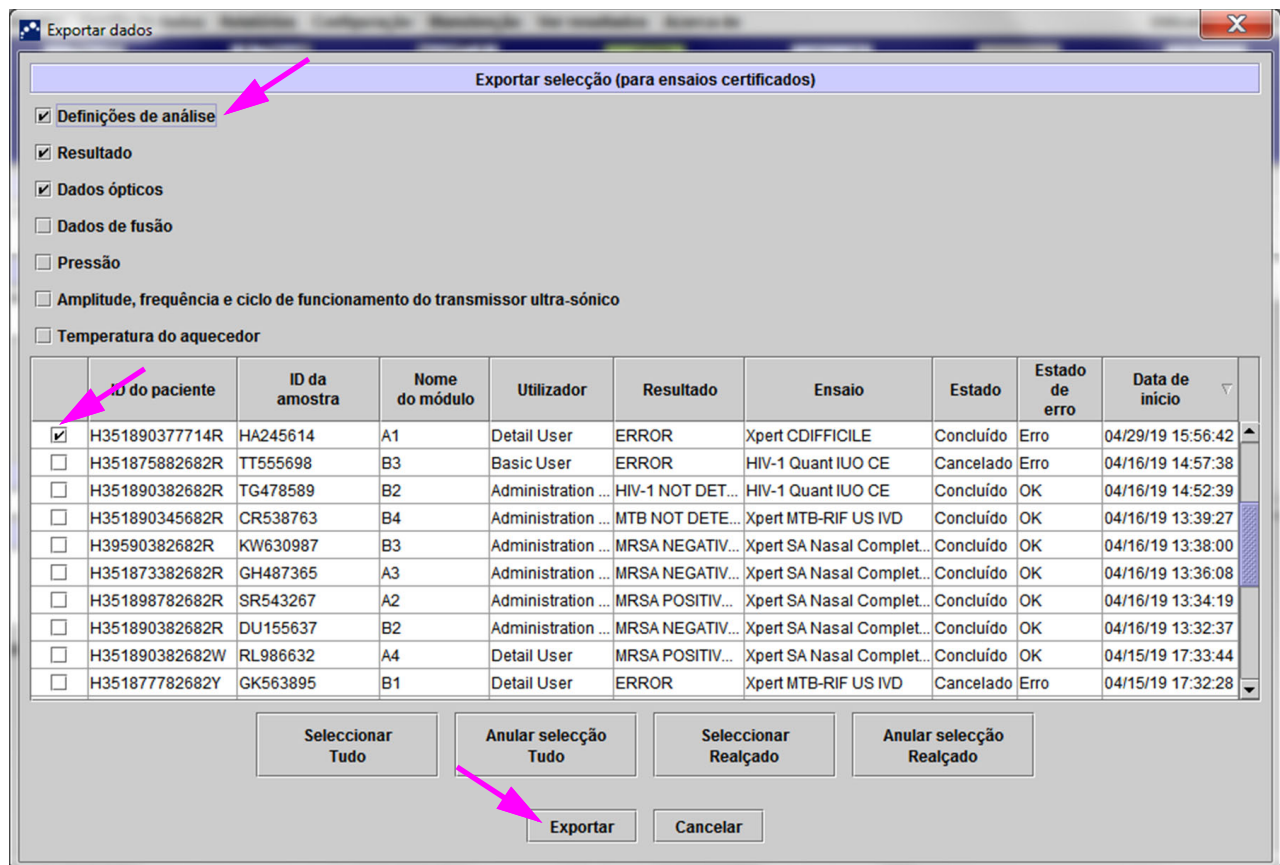 Exportar dados
Exportar selecção (para ensaios certificados)
Definições de análise
Resultado
Dados ópticos
Dados de fusão
Pressão
Amplitude, frequência e ciclo de funcionamento do transmissor ultra-sónico
Temperatura do aquecedor
ID do paciente ID da amostra Nome do módulo Utilizador Resultado Ensaio Estado Estado de erro Data de início
H351890377714R HA245614 A1 Detail User ERROR Xpert CDIFFICILE Concluído Erro 04/29/19 15:56:42
H351875882682R TT555698 B3 Basic User ERROR HIV-1 Quant IUO CE Cancelado Erro 04/16/19 14:57:38
H351890382682R TG478589 B2 Administration ... HIV-1 NOT DET... HIV-1 Quant IUO CE Concluído OK 04/16/19 14:52:39
H351890345682R CR538763 B4 Administration ... MTB NOT DETE... Xpert MTB-RIF US IVD Concluído OK 04/16/19 13:39:27
H39590382682R KW630987 B3 Administration ... MRSA NEGATIV... Xpert SA Nasal Complet... Concluído OK 04/16/19 13:38:00
H351873382682R GH487365 A3 Administration ... MRSA NEGATIV... Xpert SA Nasal Complet... Concluído OK 04/16/19 13:36:08
H351898782682R SR543267 A2 Administration ... MRSA POSITIV... Xpert SA Nasal Complet... Concluído OK 04/16/19 13:34:19
H351890382682R DU155637 B2 Administration ... MRSA NEGATIV... Xpert SA Nasal Complet... Concluído OK 04/16/19 13:32:37
H351890382682W RL986632 A4 Detail User MRSA POSITIV... Xpert SA Nasal Complet... Concluído OK 04/15/19 17:33:44
H351877782682Y GK563895 B1 Detail User ERROR Xpert MTB-RIF US IVD Cancelado Erro 04/15/19 17:32:28
Seleccionar Tudo Anular selecção Tudo Seleccionar Realçado Anular selecção Realçado
Exportar Cancelar